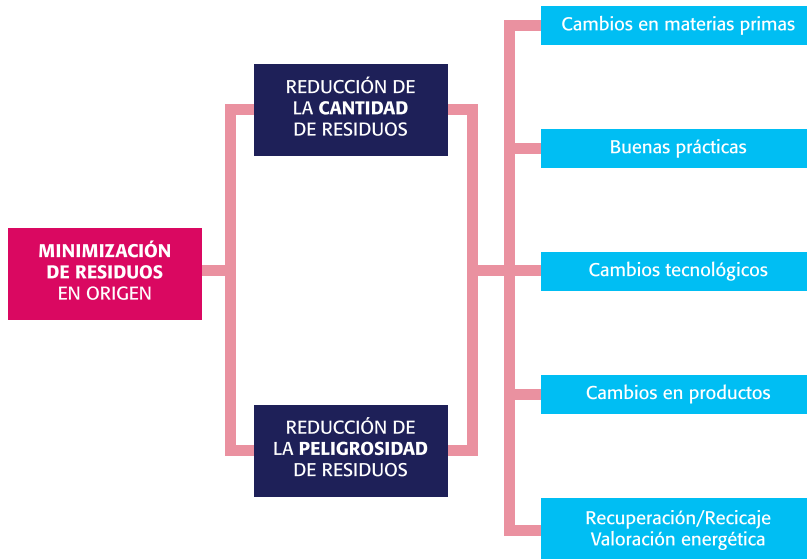 MINIMIZACIÓN
DE RESIDUOS
EN ORIGEN
REDUCCIÓN DE
LA CANTIDAD
DE RESIDUOS
REDUCCIÓN DE
LA PELIGROSIDAD
DE RESIDUOS
Cambios en materias primas
Buenas prácticas
Cambios tecnológicos
Cambios en productos
Recuperación/Recicaje
Valoración energética